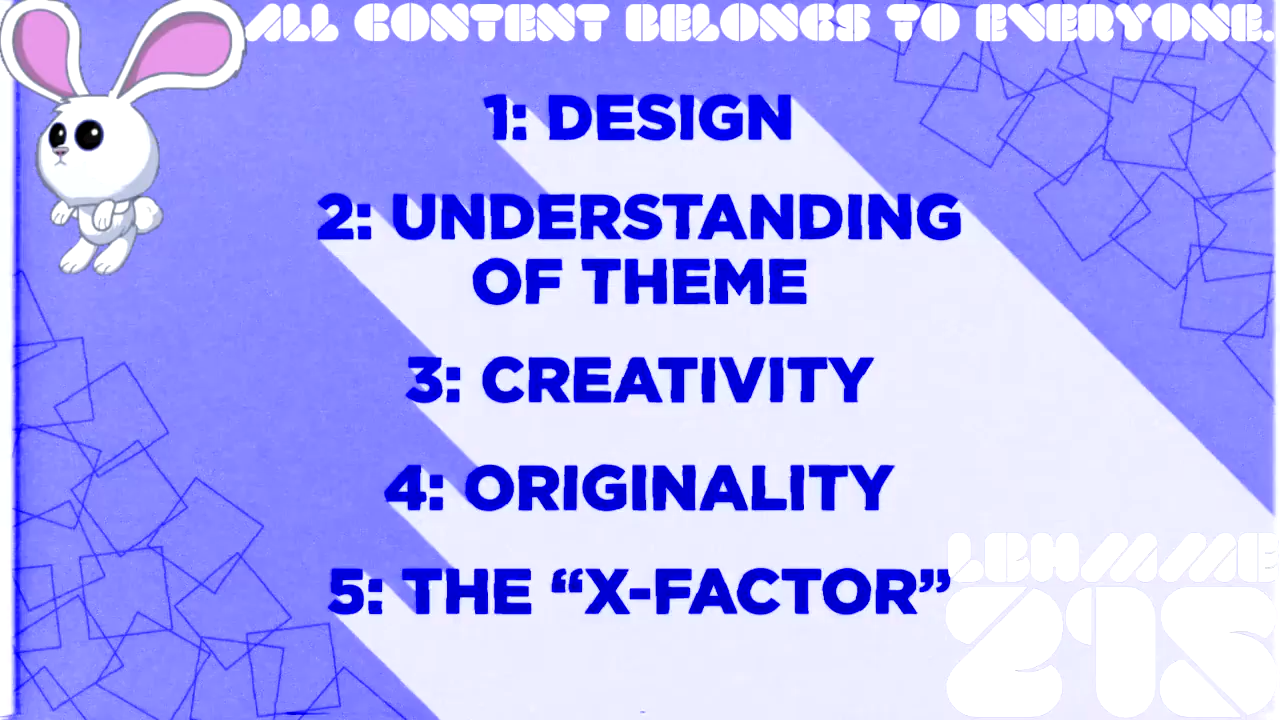 ALL CONTENT BELONGS TO EVERYONE.
1: DESIGN
2: UNDERSTANDING
OF THEME
3: CREATIVITY
4: ORIGINALITY
5: THE “X-FACTOR”